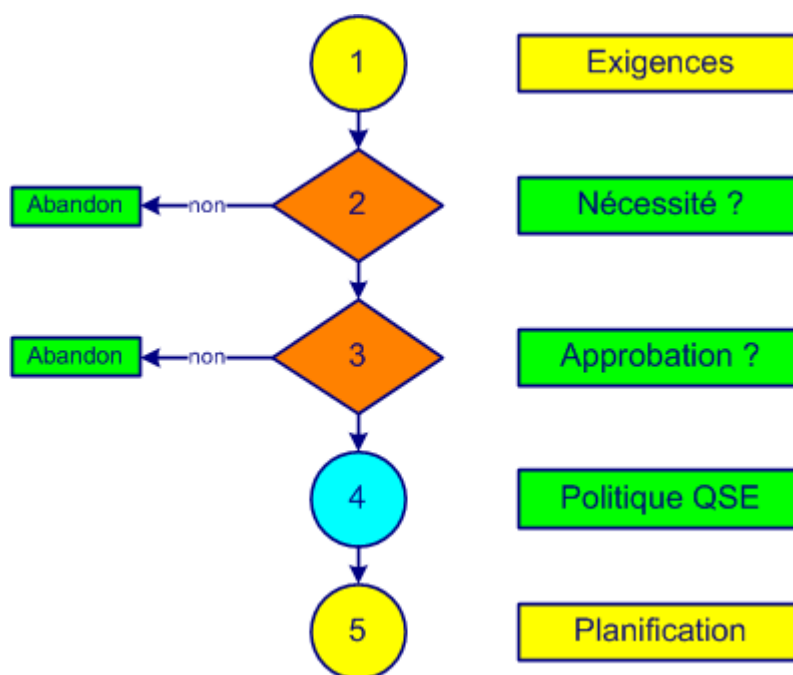 1
Exigences
Abandon
non
2
Nécessité ?
Abandon
non
3
Approbation ?
4
Politique QSE
5
Planification